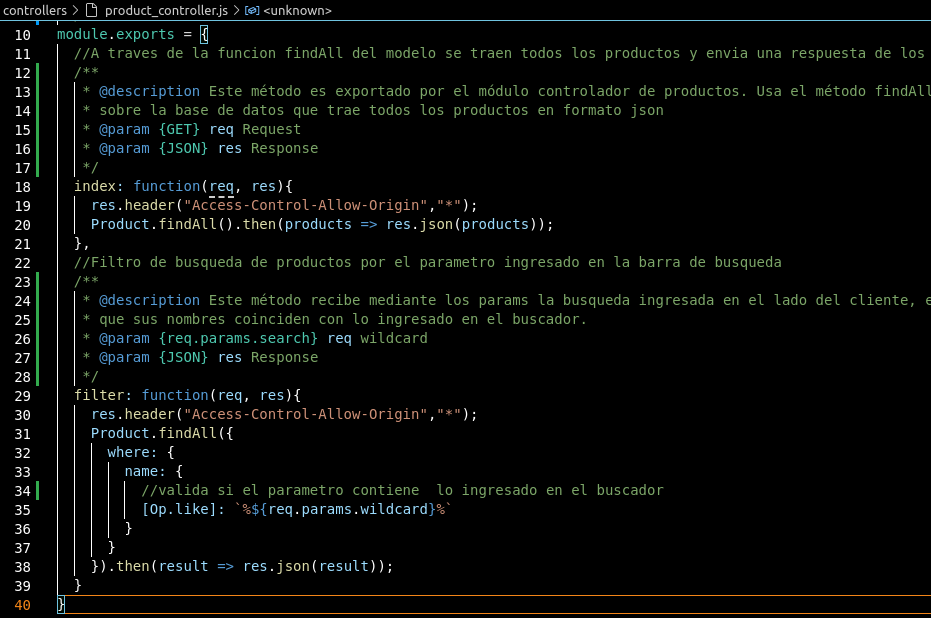 controllers > product_controller.js > <unknown>
10 module.exports = {
11 //A traves de la funcion findAll del modelo se traen todos los productos y envia una respuesta de los
12 /**
13 * @description Este método es exportado por el módulo controlador de productos. Usa el método findAll
14 * sobre la base de datos que trae todos los productos en formato json
15 * @param {GET} req Request
16 * @param {JSON} res Response
17 */
18 index: function(req, res){
19 res.header("Access-Control-Allow-Origin","*");
20 Product.findAll().then(products => res.json(products));
21 },
22 //Filtro de busqueda de productos por el parametro ingresado en la barra de busqueda
23 /**
24 * @description Este método recibe mediante los params la busqueda ingresada en el lado del cliente, e
25 * que sus nombres coinciden con lo ingresado en el buscador.
26 * @param {req.params.search} req wildcard
27 * @param {JSON} res Response
28 */
29 filter: function(req, res){
30 res.header("Access-Control-Allow-Origin","*");
31 Product.findAll({
32 where: {
33 name: {
34 //valida si el parametro contiene  lo ingresado en el buscador
35 [Op.like]: `%${req.params.wildcard}%`
36 }
37 }
38 }).then(result => res.json(result));
39 }
40 }